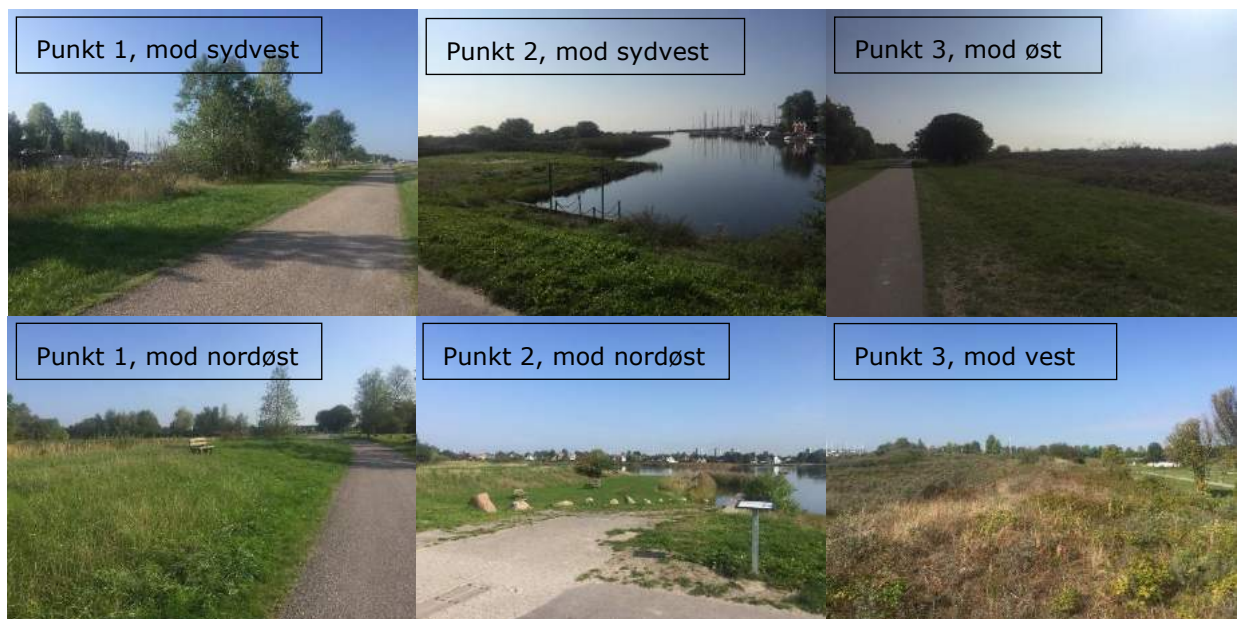 Punkt 1, mod sydvest
Punkt 2, mod sydvest
Punkt 3, mod øst
Punkt 1, mod nordøst
Punkt 2, mod nordøst
Punkt 3, mod vest